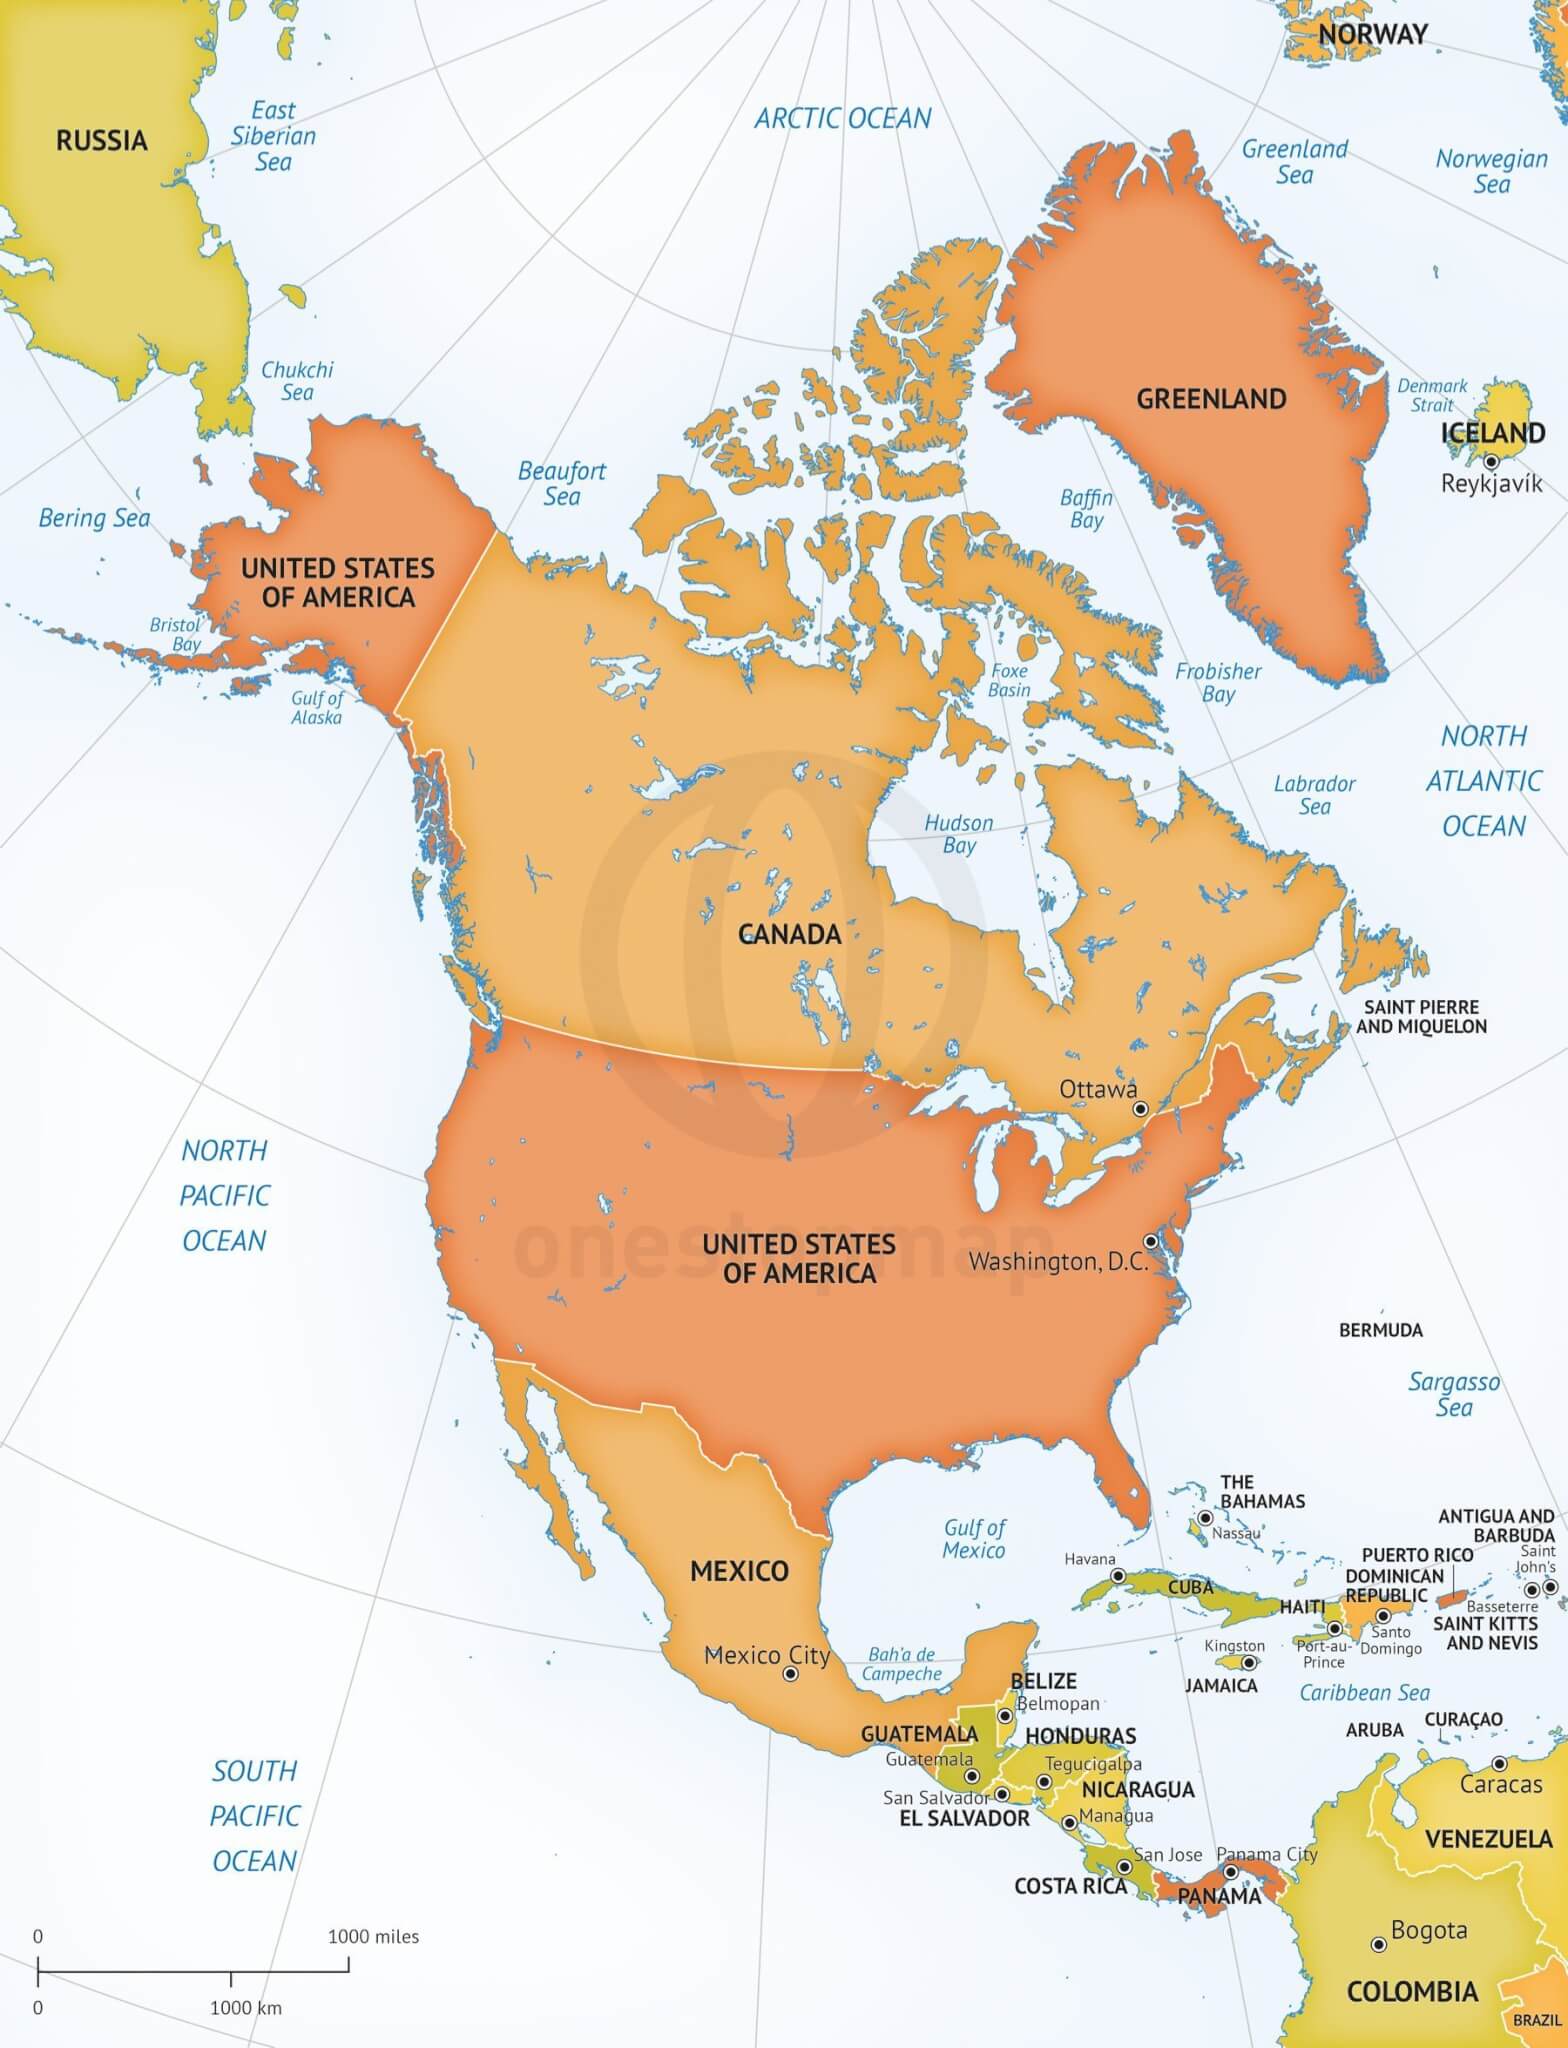 NORWAY
ARCTIC OCEAN
East
Siberian
Sea
RUSSIA
Greenland
Sea
Norwegian
Sea
Chukchi
Sea
GREENLAND
Denmark
Strait
ICELAND
Reykjavík
Beaufort
Sea
Baffin
Bay
Bering Sea
UNITED STATES
OF AMERICA
Bristol
Bay
Gulf of
Alaska
Foxe
Basin
Frobisher
Bay
NORTH
ATLANTIC
OCEAN
Labrador
Sea
Hudson
Bay
CANADA
SAINT PIERRE
AND MIQUELON
Ottawa
NORTH
PACIFIC
OCEAN
onestopmap
UNITED STATES
OF AMERICA
Washington, D.C.
BERMUDA
Sargasso
Sea
THE
BAHAMAS
Nassau
Gulf of
Mexico
ANTIGUA AND
BARBUDA
Saint
John's
Havana
CUBA
PUERTO RICO
DOMINICAN
REPUBLIC
HAITI
Basseterre
SAINT KITTS
AND NEVIS
MEXICO
Mexico City
Bah'a de
Campeche
Kingston
JAMAICA
Port-au-
Prince
Santo
Domingo
Caribbean Sea
BELIZE
Belmopan
GUATEMALA
Guatemala
HONDURAS
Tegucigalpa
ARUBA
CURAÇAO
San Salvador
EL SALVADOR
NICARAGUA
Managua
Caracas
VENEZUELA
SOUTH
PACIFIC
OCEAN
San Jose
COSTA RICA
Panama City
PANAMA
Bogota
COLOMBIA
BRAZIL
0
1000 miles
0
1000 km